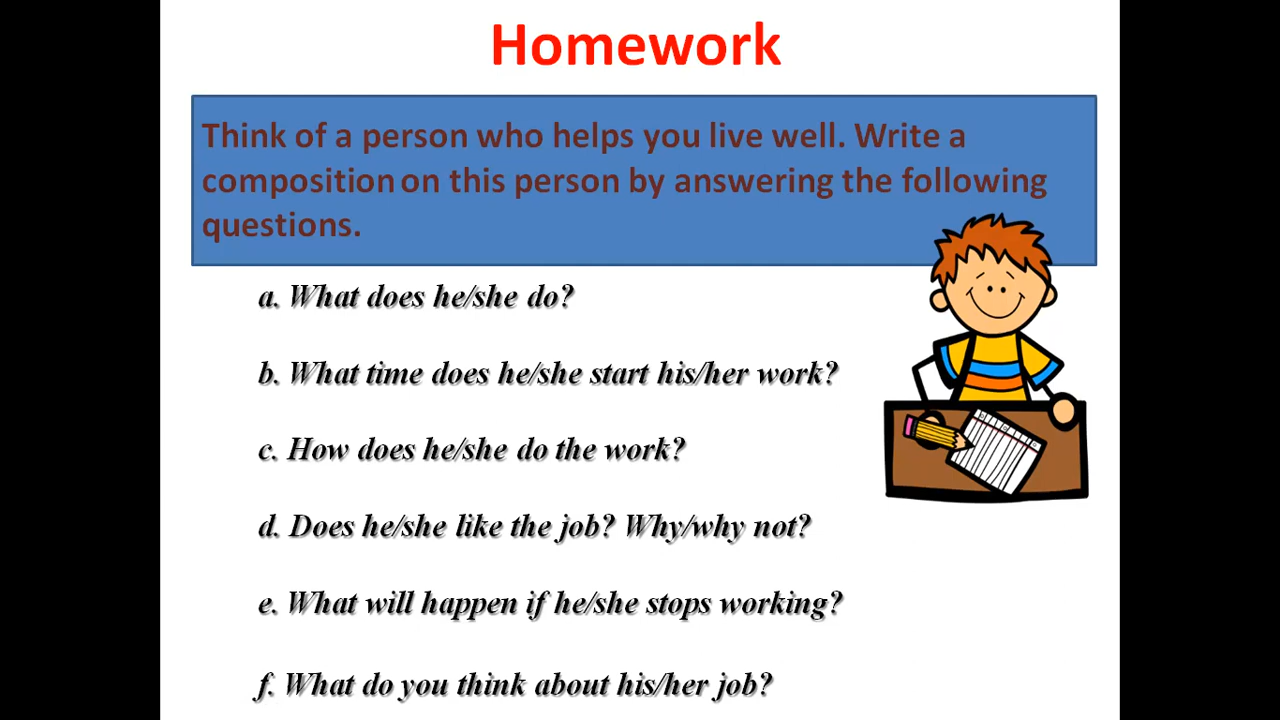 Homework
Think of a person who helps you live well. Write a
composition on this person by answering the following
questions.
a. What does he/she do?
b. What time does he/she start his/her work?
c. How does he/she do the work?
d. Does he/she like the job? Why/why not?
e. What will happen if he/she stops working?
f. What do you think about his/her job?